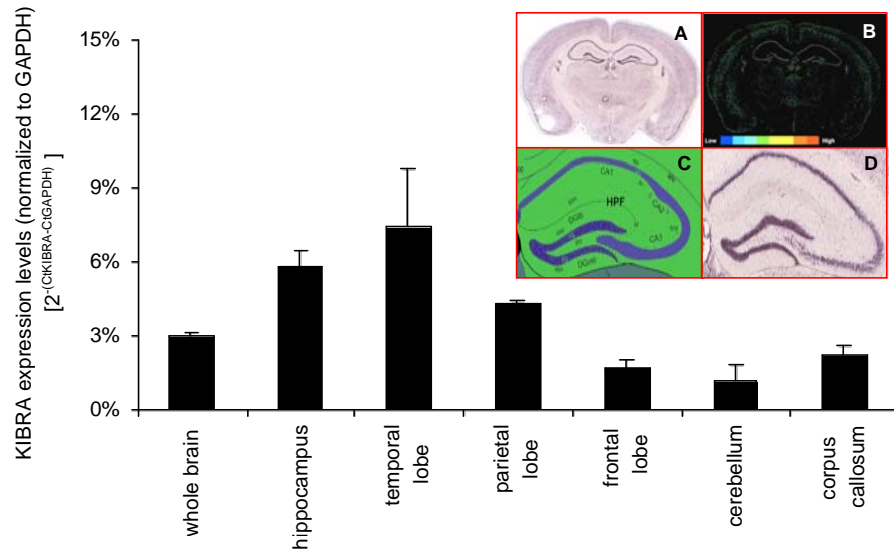 KIBRA expression levels (normalized to GAPDH)
[2-(CtKIBRA-CtGAPDH)]
15%
12%
9%
6%
3%
0%
whole brain
hippocampus
temporal
lobe
parietal
lobe
frontal
lobe
cerebellum
corpus
callosum
A
B
Low
High
C
CA1
HPF
CA2
DGlb
CA3
D